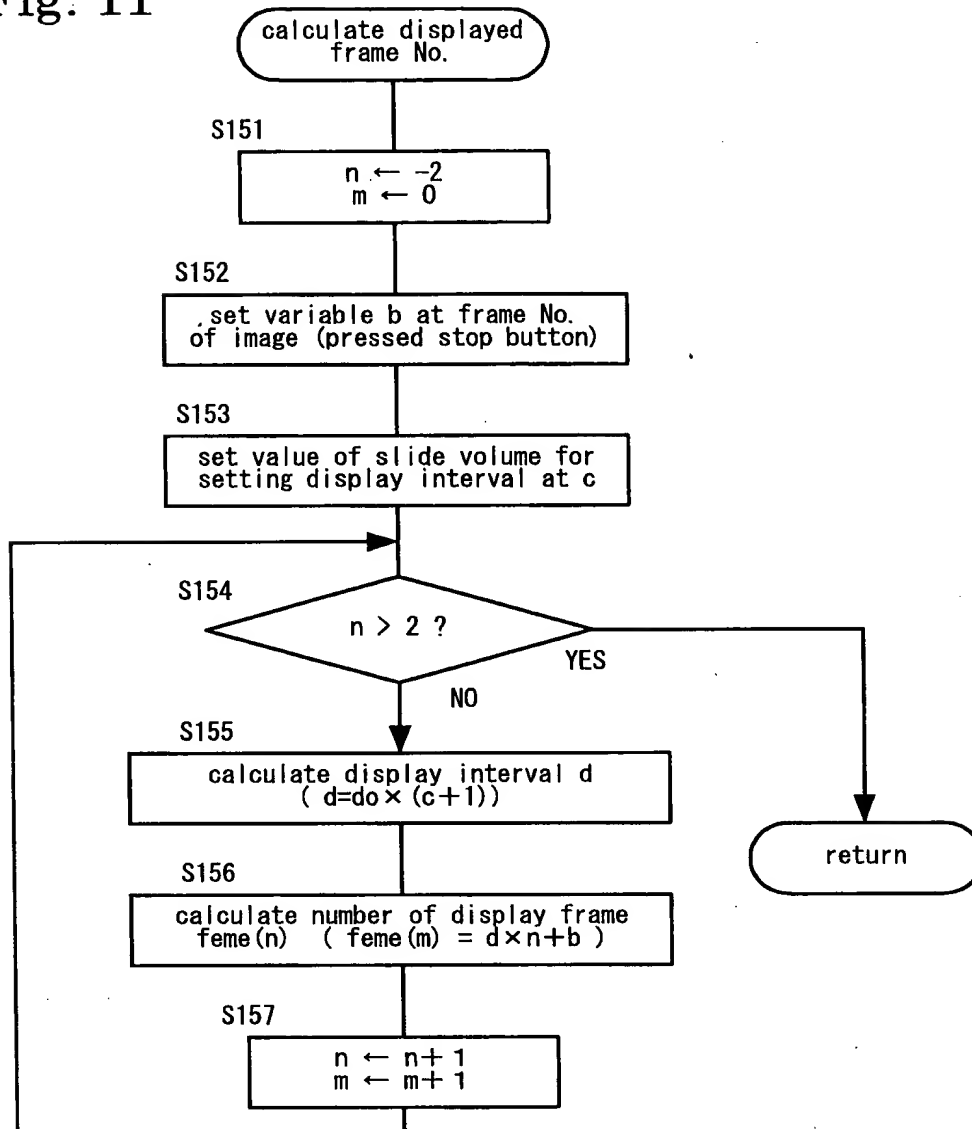 Fig. 11
calculate displayed
frame No.
S151
n ← -2
m ← 0
S152
set variable b at frame No.
of image (pressed stop button)
S153
set value of slide volume for
setting display interval at c
S154
n > 2 ?
YES
NO
S155
calculate display interval d
( d=do × (c+1))
return
S156
calculate number of display frame
feme(n) ( feme(m) = d×n+b )
S157
n ← n+ 1
m ← m+ 1